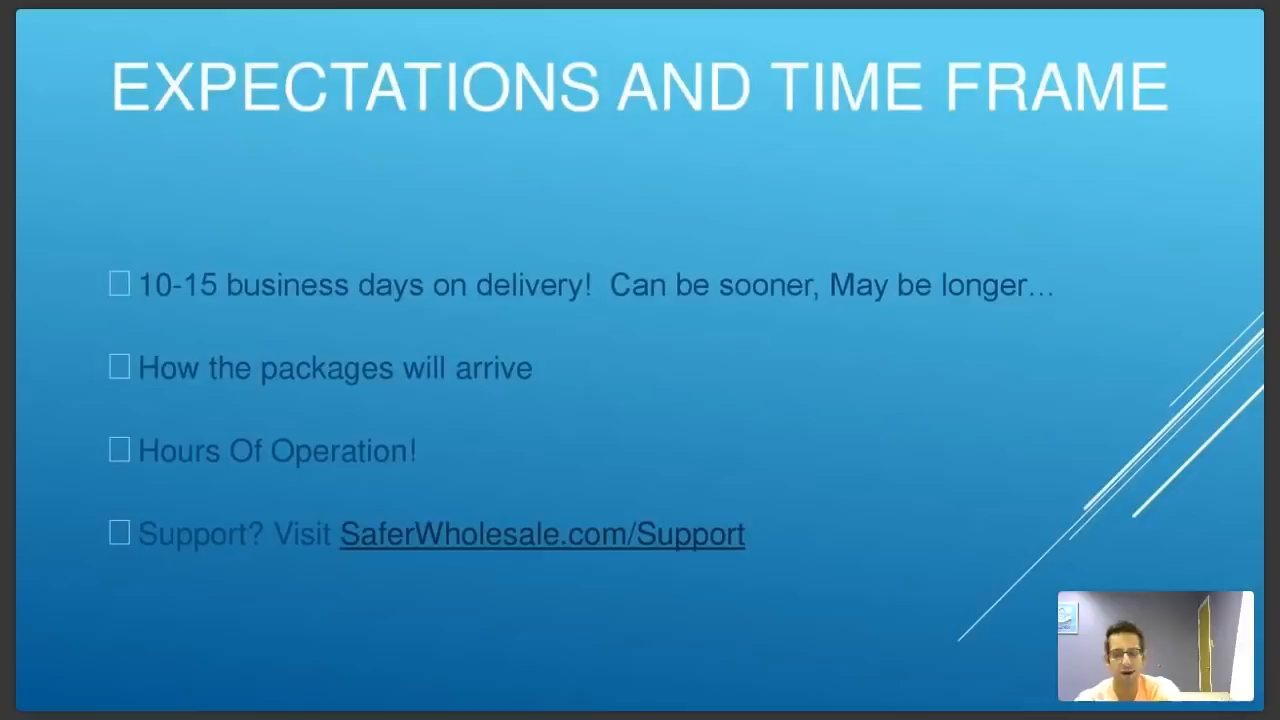 EXPECTATIONS AND TIME FRAME
10-15 business days on delivery!  Can be sooner, May be longer...
How the packages will arrive
Hours Of Operation!
Support? Visit SaferWholesale.com/Support